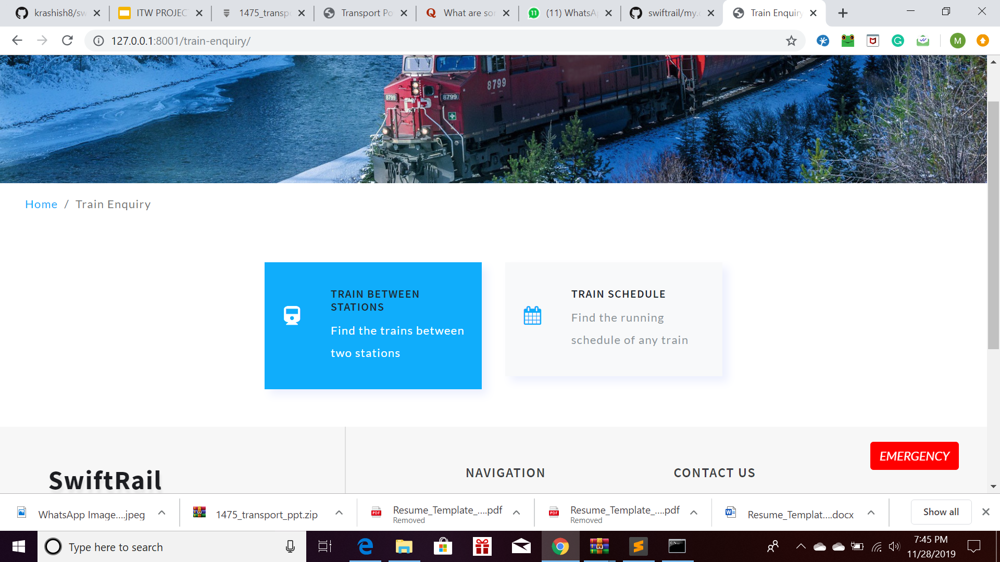 krashish8/sw
ITW PROJEC
1475_transpo
Transport Po
What are so
(11) WhatsA
swiftrail/my.
Train Enquiry
127.0.0.1:8001/train-enquiry/
M
8799
8799
8799
CP
Home / Train Enquiry
TRAIN BETWEEN
STATIONS
Find the trains between
two stations
TRAIN SCHEDULE
Find the running
schedule of any train
EMERGENCY
SwiftRail
NAVIGATION
CONTACT US
WhatsApp Image....jpeg
1475_transport_ppt.zip
Resume_Template_....pdf
Removed
Resume_Template_....pdf
Removed
Resume_Templat....docx
Show all
Type here to search
7:45 PM
11/28/2019